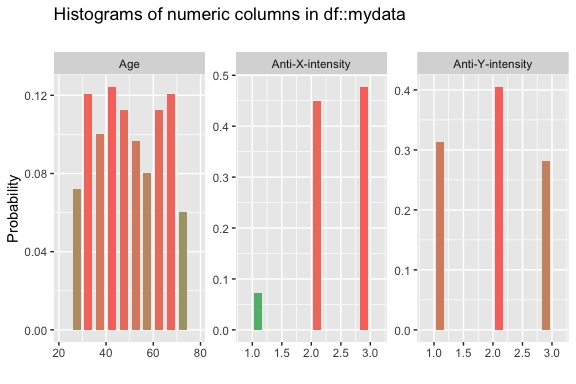 Histograms of numeric columns in df::mydata
Age
Anti-X-intensity
Anti-Y-intensity
Probability
0.12
0.08
0.04
0.00
20 40 60 80
0.5
0.4
0.3
0.2
0.1
0.0
1.0 1.5 2.0 2.5 3.0
0.4
0.3
0.2
0.1
0.0
1.0 1.5 2.0 2.5 3.0